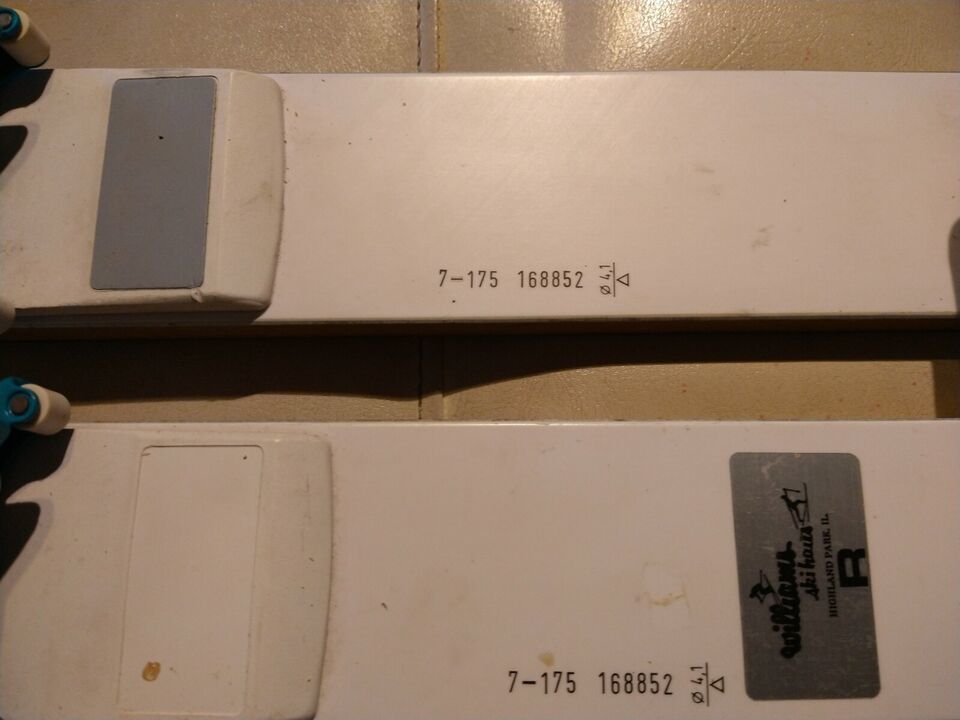 7-175 168852 Ø 4,1
7-175 168852 Ø 4,1
williams
ski haus
HIGHLAND PARK, IL.
R